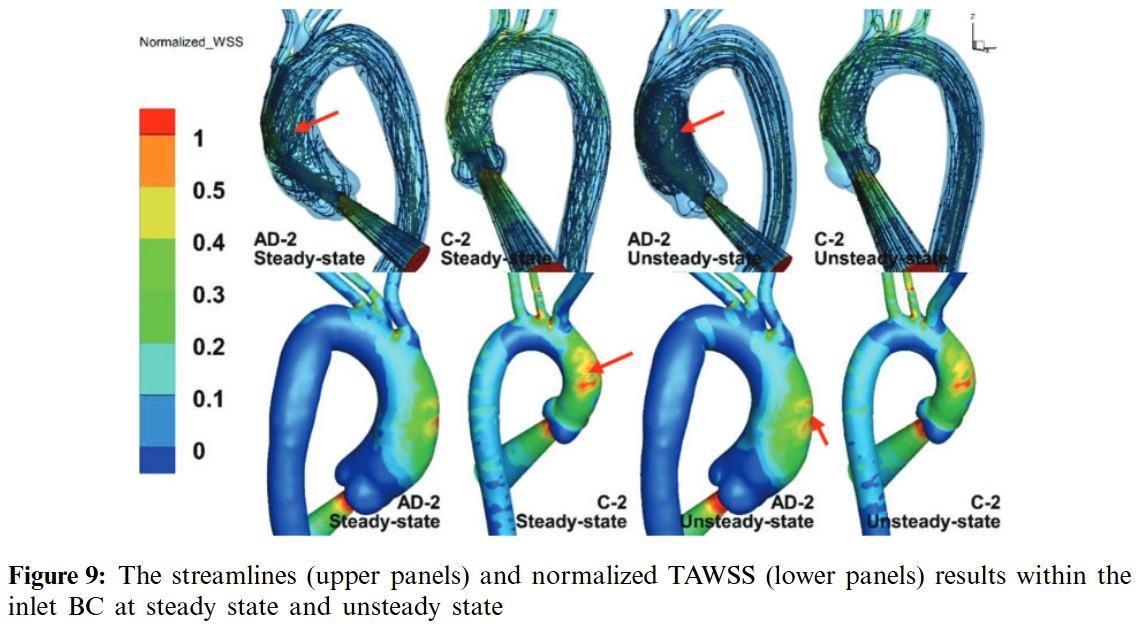 Normalized_WSS
1
0.5
0.4
0.3
0.2
0.1
0
z
AD-2
Steady-state
C-2
Steady-state
AD-2
Unsteady-state
C-2
Unsteady-state
AD-2
Steady-state
C-2
Steady-state
AD-2
Unsteady-state
C-2
Unsteady-state
Figure 9: The streamlines (upper panels) and normalized TAWSS (lower panels) results within the
inlet BC at steady state and unsteady state